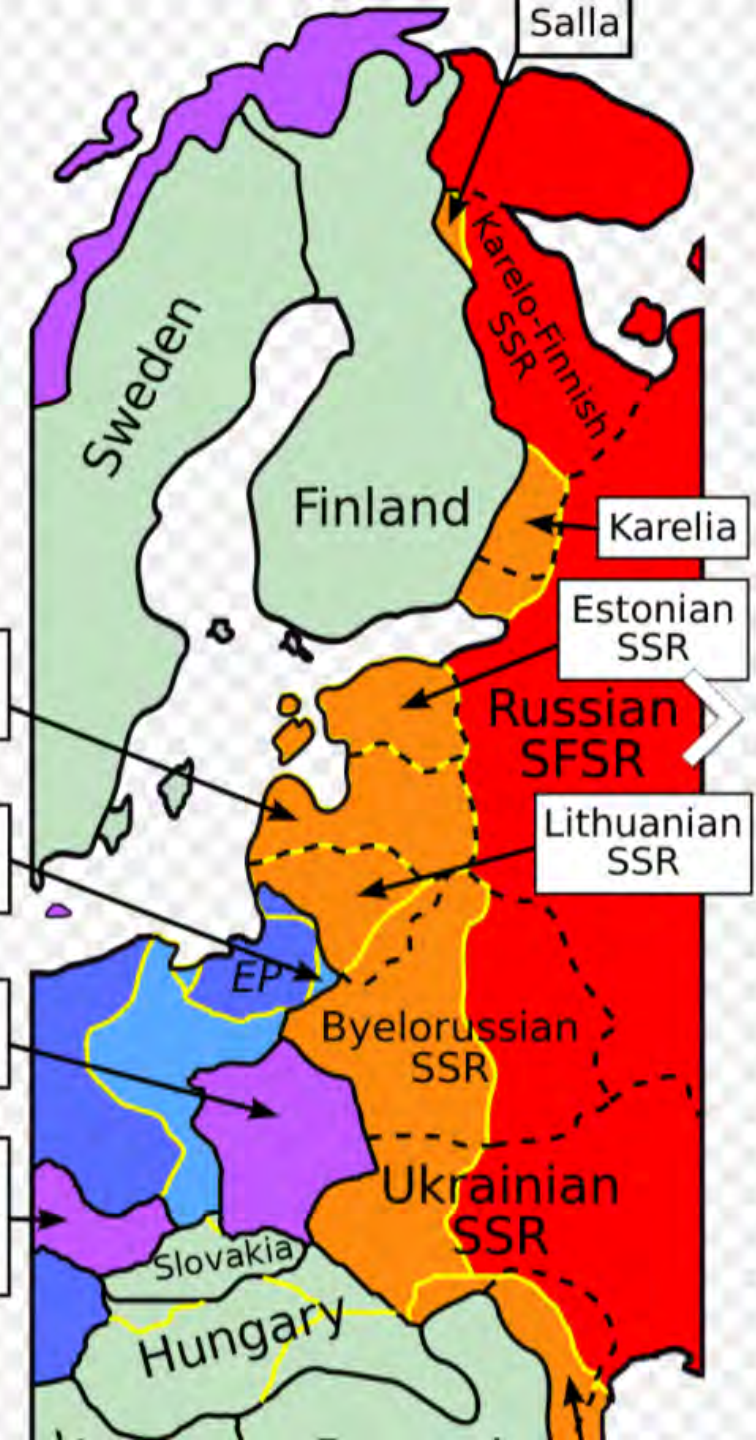 Salla
Karelo-Finnish
SSR
Sweden
Finland
Karelia
Estonian
SSR
Russian
SFSR
Lithuanian
SSR
EP
Byelorussian
SSR
Ukrainian
SSR
Slovakia
Hungary